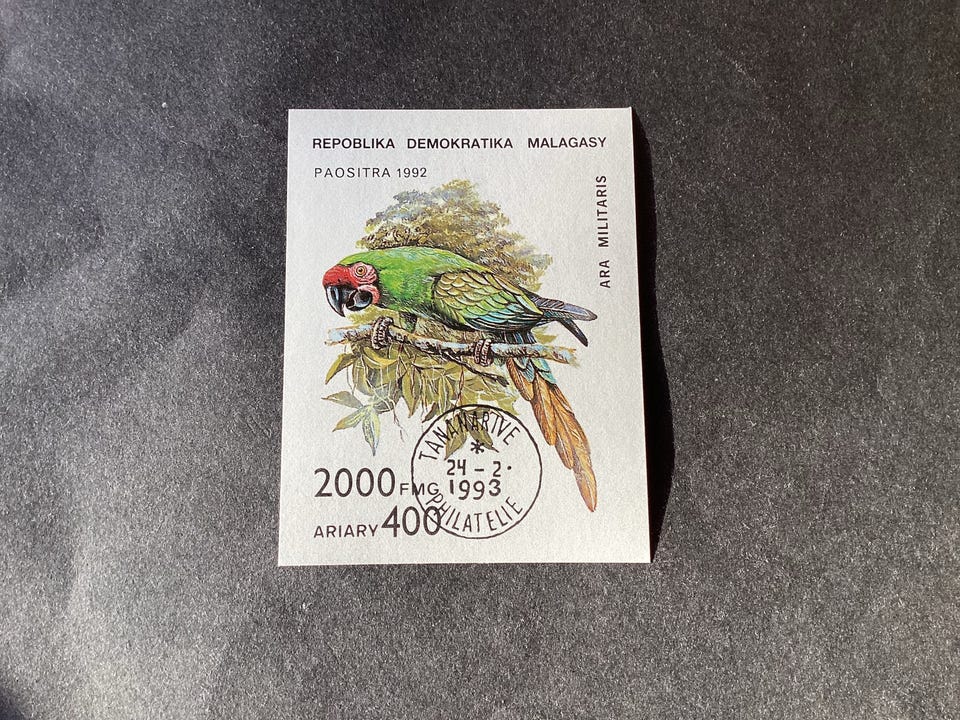 REPOBLIKA DEMOKRATIKA MALAGASY
PAOSITRA 1992
ARA MILITARIS
2000 FMG
ARIARY 400
TANANARIVE
*
24 - 2 ·
1993
PHILATELIE